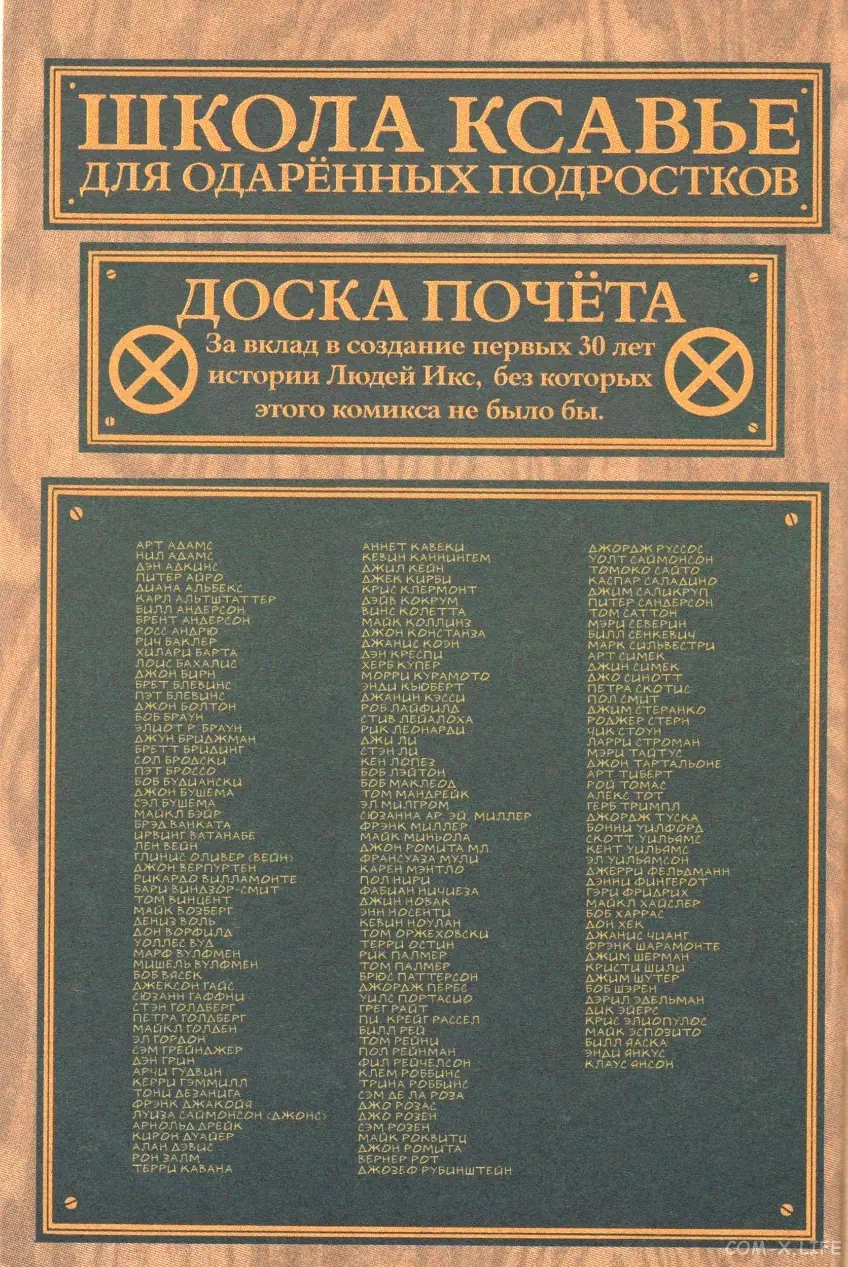 ШКОЛА КСАВЬЕ
ДЛЯ ОДАРЁННЫХ ПОДРОСТКОВ
ДОСКА ПОЧЁТА
За вклад в создание первых 30 лет
истории Людей Икс, без которых
этого комикса не было бы.
АРТ АДАМС
НИЛ АДАМС
ДЭН АДКИНС
ПИТЕР АЙРО
ДИАНА АЛЬБЕКС
КАРЛ АЛЬТШТАТТЕР
БИЛЛ АНДЕРСОН
БРЕНТ АНДЕРСОН
РОСС АНДРЮ
РИЧ БАКЛЕР
ХИЛАРИ БАРТА
ЛОИС БАХАЛИС
ДЖОН БИРН
БРЕТ БЛЕВИНС
ПЭТ БЛЕВИНС
ДЖОН БОЛТОН
БОБ БРАУН
ЭЛИОТ Р. БРАУН
ДЖУН БРИДЖМАН
БРЕТТ БРИДИНГ
СОЛ БРОДСКИ
ПЭТ БРОССО
БОБ БУДИАНСКИ
ДЖОН БУШЕМА
СЭЛ БУШЕМА
МАЙКЛ БЭЙР
БРЭД ВАНКАТА
ИРВИНГ ВАТАНАБЕ
ЛЕН ВЕЙН
ГЛИНИС ОЛИВЕР (ВЕЙН)
ДЖОН ВЕРПУРТЕН
РИКАРДО ВИЛЛАМОНТЕ
БАРИ ВИНДЗОР-СМИТ
ТОМ ВИНЦЕНТ
МАЙК ВОЗБЕРГ
ДЕНИЗ ВОЛЬ
ДОН ВОРФИЛД
УОЛЛЕС ВУД
МАРФ ВУЛФМЕН
МИШЕЛЬ ВУЛФМЕН
БОБ ВЯСЕК
ДЖЕКСОН ГАЙС
СЮЗАНН ГАФФНИ
СТЭН ГОЛДБЕРГ
ПЕТРА ГОЛДБЕРГ
МАЙКЛ ГОЛДЕН
ЭЛ ГОРДОН
СЭМ ГРЕЙНДЖЕР
ДЭН ГРИН
АРЧИ ГУДВИН
КЕРРИ ГЭММИЛЛ
ТОНИ ДЕЗАНИГА
ФРЭНК ДЖАКОЙЯ
ЛУИЗА САЙМОНСОН (ДЖОНС)
АРНОЛЬД ДРЕЙК
КИРОН ДУАЙЕР
АЛАН ДЭВИС
РОН ЗАЛМ
ТЕРРИ КАВАНА
АННЕТ КАВЕКИ
КЕВИН КАННИНГЕМ
ДЖИЛ КЕЙН
ДЖЕК КИРБИ
КРИС КЛЕРМОНТ
ДЭЙВ КОКРУМ
ВИНС КОЛЕТТА
МАЙК КОЛЛИНЗ
ДЖОН КОНСТАНЗА
ДЖАНИС КОЭН
ДЭН КРЕСПИ
ХЕРБ КУПЕР
МОРРИ КУРАМОТО
ЭНДИ КЬЮБЕРТ
ДЖАНИН КЭССИ
РОБ ЛАЙФИЛД
СТИВ ЛЕЙАЛОХА
РИК ЛЕОНАРДИ
ДЖИ ЛИ
СТЭН ЛИ
КЕН ЛОПЕЗ
БОБ ЛЭЙТОН
БОБ МАКЛЕОД
ТОМ МАНДРЕЙК
ЭЛ МИЛГРОМ
СЮЗАННА АР. ЭЙ. МИЛЛЕР
ФРЭНК МИЛЛЕР
МАЙК МИНЬОЛА
ДЖОН РОМИТА МЛ.
ФРАНСУАЗА МУЛИ
КАРЕН МЭНТЛО
ПОЛ НИРИ
ФАБИАН НИЧИЕЗА
ДЖИН НОВАК
ЭНН НОСЕНТИ
КЕВИН НОУЛАН
ТОМ ОРЖЕХОВСКИ
ТЕРРИ ОСТИН
РИК ПАЛМЕР
ТОМ ПАЛМЕР
БРЮС ПАТТЕРСОН
ДЖОРДЖ ПЕРЕС
УИЛС ПОРТАСИО
ГРЕГ РАЙТ
ПИ. КРЕЙГ РАССЕЛ
БИЛЛ РЕЙ
ТОМ РЕЙНИ
ПОЛ РЕЙНМАН
ФИЛ РЕЙЧЕЛСОН
КЛЕМ РОББИНС
ТРИНА РОББИНС
СЭМ ДЕ ЛА РОЗА
ДЖО РОЗАС
ДЖО РОЗЕН
СЭМ РОЗЕН
МАЙК РОКВИТЦ
ДЖОН РОМИТА
ВЕРНЕР РОТ
ДЖОЗЕФ РУБИНШТЕЙН
ДЖОРДЖ РУССОС
УОЛТ САЙМОНСОН
ТОМОКО САЙТО
КАСПАР САЛАДИНО
ДЖИМ САЛИКРУП
ПИТЕР САНДЕРСОН
ТОМ САТТОН
МЭРИ СЕВЕРИН
БИЛЛ СЕНКЕВИЧ
МАРК СИЛЬВЕСТРИ
АРТ СИМЕК
ДЖИН СИМЕК
ДЖО СИНОТТ
ПЕТРА СКОТИС
ПОЛ СМИТ
ДЖИМ СТЕРАНКО
РОДЖЕР СТЕРН
ЧИК СТОУН
ЛАРРИ СТРОМАН
МЭРИ ТАЙТУС
ДЖОН ТАРТАЛЬОНЕ
АРТ ТИБЕРТ
РОЙ ТОМАС
АЛЕКС ТОТ
ГЕРБ ТРИМПЛ
ДЖОРДЖ ТУСКА
БОННИ УИЛФОРД
СКОТТ УИЛЬЯМС
КЕНТ УИЛЬЯМС
ЭЛ УИЛЬЯМСОН
ДЖЕРРИ ФЕЛЬДМАНН
ДЭННИ ФИНГЕРОТ
ГЭРИ ФРИДРИХ
МАЙКЛ ХАЙСЛЕР
БОБ ХАРРАС
ДОН ХЕК
ДЖАНИС ЧИАНГ
ФРЭНК ШАРАМОНТЕ
ДЖИМ ШЕРМАН
КРИСТИ ШИЛИ
ДЖИМ ШУТЕР
БОБ ШЭРЕН
ДЭРИЛ ЭДЕЛЬМАН
ДИК ЭЙЕРС
КРИС ЭЛИОПУЛОС
МАЙК ЭСПОЗИТО
БИЛЛ ЯАСКА
ЭНДИ ЯНКУС
КЛАУС ЯНСОН
COM-X.LIFE